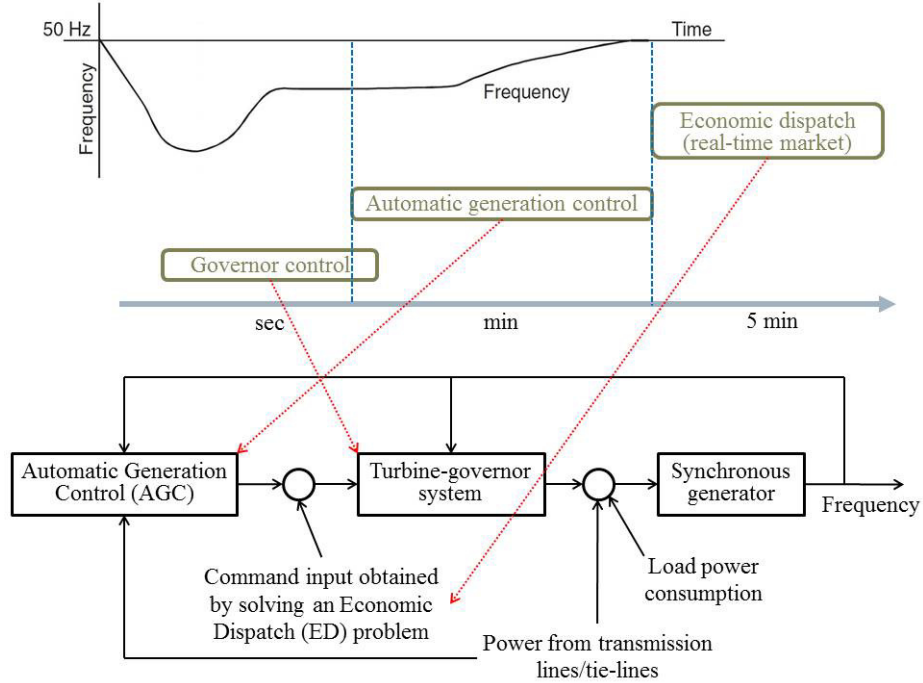 50 Hz
Time
Frequency
Frequency
Economic dispatch
(real-time market)
Automatic generation control
Governor control
sec
min
5 min
Automatic Generation
Control (AGC)
Turbine-governor
system
Synchronous
generator
Frequency
Command input obtained
by solving an Economic
Dispatch (ED) problem
Load power
consumption
Power from transmission
lines/tie-lines